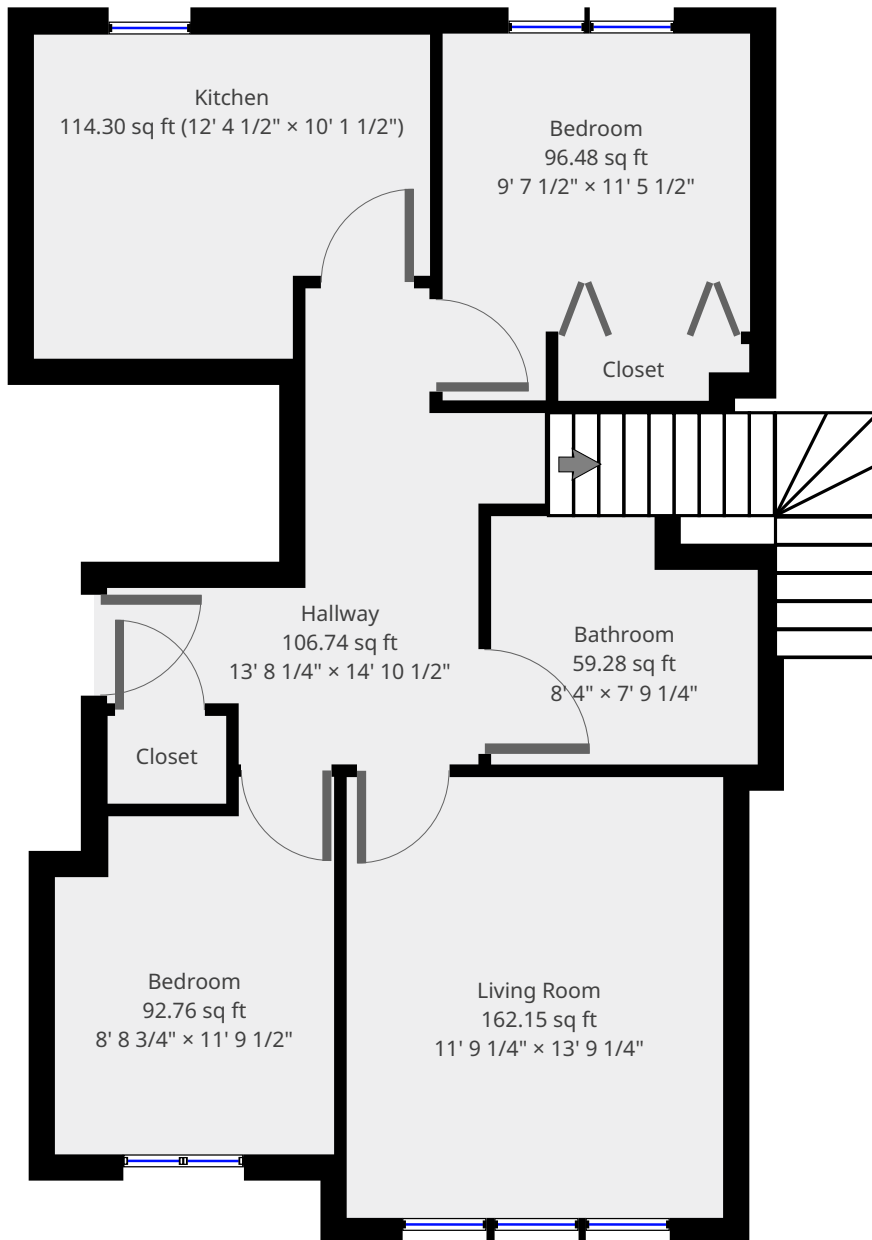 Kitchen
114.30 sq ft (12' 4 1/2" × 10' 1 1/2")
Bedroom
96.48 sq ft
9' 7 1/2" × 11' 5 1/2"
Closet
Hallway
106.74 sq ft
13' 8 1/4" × 14' 10 1/2"
Bathroom
59.28 sq ft
8' 4" × 7' 9 1/4"
Closet
Bedroom
92.76 sq ft
8' 8 3/4" × 11' 9 1/2"
Living Room
162.15 sq ft
11' 9 1/4" × 13' 9 1/4"